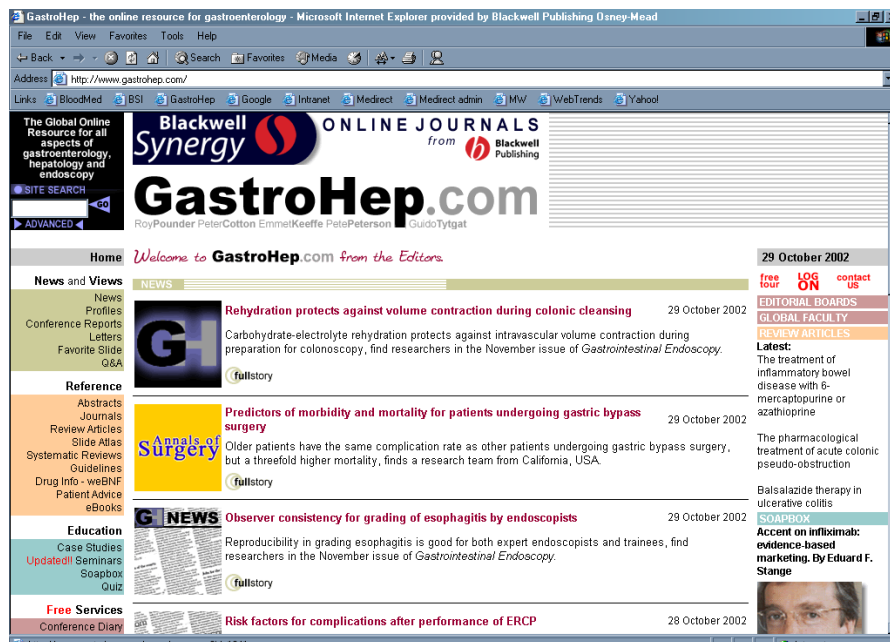 GastroHep - the online resource for gastroenterology - Microsoft Internet Explorer provided by Blackwell Publishing Osney-Mead
File Edit View Favorites Tools Help
Back Search Favorites Media
Address http://www.gastrohep.com/
Links BloodMed BSI GastroHep Google Intranet Medirect Medirect admin MW WebTrends Yahoo!
The Global Online
Resource for all
aspects of
gastroenterology,
hepatology and
endoscopy
SITE SEARCH
GO
ADVANCED
Blackwell
Synergy
ONLINE JOURNALS
from Blackwell
Publishing
GastroHep.com
RoyPounder PeterCotton EmmetKeeffe PetePeterson GuidoTytgat
Home
News and Views
News
Profiles
Conference Reports
Letters
Favorite Slide
Q&A
Reference
Abstracts
Journals
Review Articles
Slide Atlas
Systematic Reviews
Guidelines
Drug Info - weBNF
Patient Advice
eBooks
Education
Case Studies
Updated!! Seminars
Soapbox
Quiz
Free Services
Conference Diary
Welcome to GastroHep.com from the Editors
NEWS
GH
Rehydration protects against volume contraction during colonic cleansing 29 October 2002
Carbohydrate-electrolyte rehydration protects against intravascular volume contraction during
preparation for colonoscopy, find researchers in the November issue of Gastrointestinal Endoscopy.
fullstory
Annals of
Surgery
Predictors of morbidity and mortality for patients undergoing gastric bypass
surgery
29 October 2002
Older patients have the same complication rate as other patients undergoing gastric bypass surgery,
but a threefold higher mortality, finds a research team from California, USA.
fullstory
GH NEWS
Observer consistency for grading of esophagitis by endoscopists 29 October 2002
Reproducibility in grading esophagitis is good for both expert endoscopists and trainees, find
researchers in the November issue of Gastrointestinal Endoscopy.
fullstory
GH NEWS
Risk factors for complications after performance of ERCP 28 October 2002
29 October 2002
free
tour
LOG
ON
contact
US
EDITORIAL BOARDS
GLOBAL FACULTY
REVIEW ARTICLES
Latest:
The treatment of
inflammatory bowel
disease with 6-
mercaptopurine or
azathioprine
The pharmacological
treatment of acute colonic
pseudo-obstruction
Balsalazide therapy in
ulcerative colitis
SOAPBOX
Accent on infliximab:
evidence-based
marketing. By Eduard F.
Stange